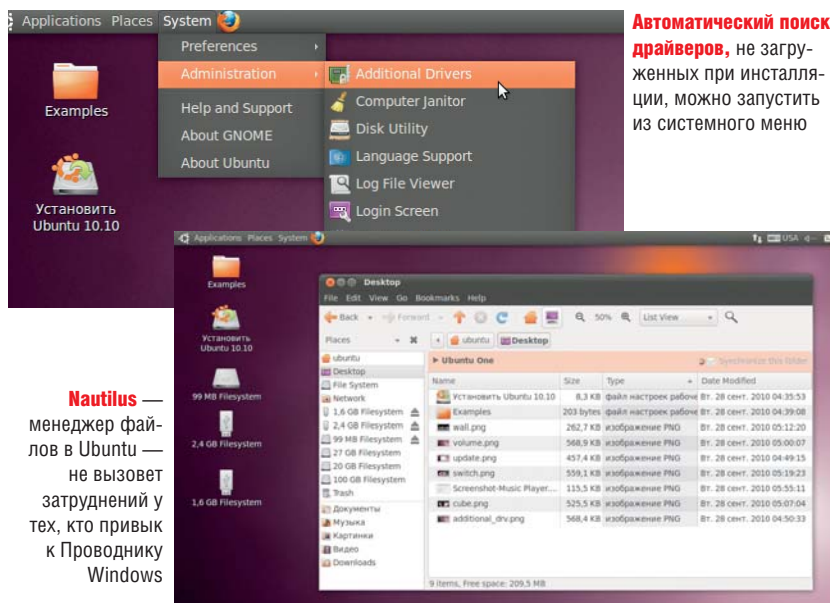 Applications Places System
Preferences
Administration
Help and Support
About GNOME
About Ubuntu
Additional Drivers
Computer Janitor
Disk Utility
Language Support
Log File Viewer
Login Screen
Examples
Установить
Ubuntu 10.10
Автоматический поиск
драйверов, не загру-
женных при инсталля-
ции, можно запустить
из системного меню
Applications Places System
USA
Examples
Установить
Ubuntu 10.10
99 MB Filesystem
2,4 GB Filesystem
1,6 GB Filesystem
Desktop
File Edit View Go Bookmarks Help
Back Forward 50% List View
Places ubuntu Desktop
ubuntu
Desktop
File System
Network
1,6 GB Filesystem
2,4 GB Filesystem
99 MB Filesystem
27 GB Filesystem
20 GB Filesystem
100 GB Filesystem
Trash
Документы
Музыка
Картинки
Видео
Downloads
Ubuntu One Synchronize this folder
Name Size Type Date Modified
Установить Ubuntu 10.10 8,3 KB файл настроек рабоче Вт. 28 сент. 2010 04:35:53
Examples 203 bytes файл настроек рабоче Вт. 28 сент. 2010 04:39:08
wall.png 262,7 KB изображение PNG Вт. 28 сент. 2010 05:12:20
volume.png 568,9 KB изображение PNG Вт. 28 сент. 2010 05:00:07
update.png 457,4 KB изображение PNG Вт. 28 сент. 2010 04:49:15
switch.png 559,1 KB изображение PNG Вт. 28 сент. 2010 05:19:23
Screenshot-Music Player.... 115,5 KB изображение PNG Вт. 28 сент. 2010 05:55:11
cube.png 525,5 KB изображение PNG Вт. 28 сент. 2010 05:07:04
additional_drv.png 568,4 KB изображение PNG Вт. 28 сент. 2010 04:50:33
9 items, Free space: 209,5 MB
Nautilus —
менеджер фай-
лов в Ubuntu —
не вызовет
затруднений у
тех, кто привык
к Проводнику
Windows